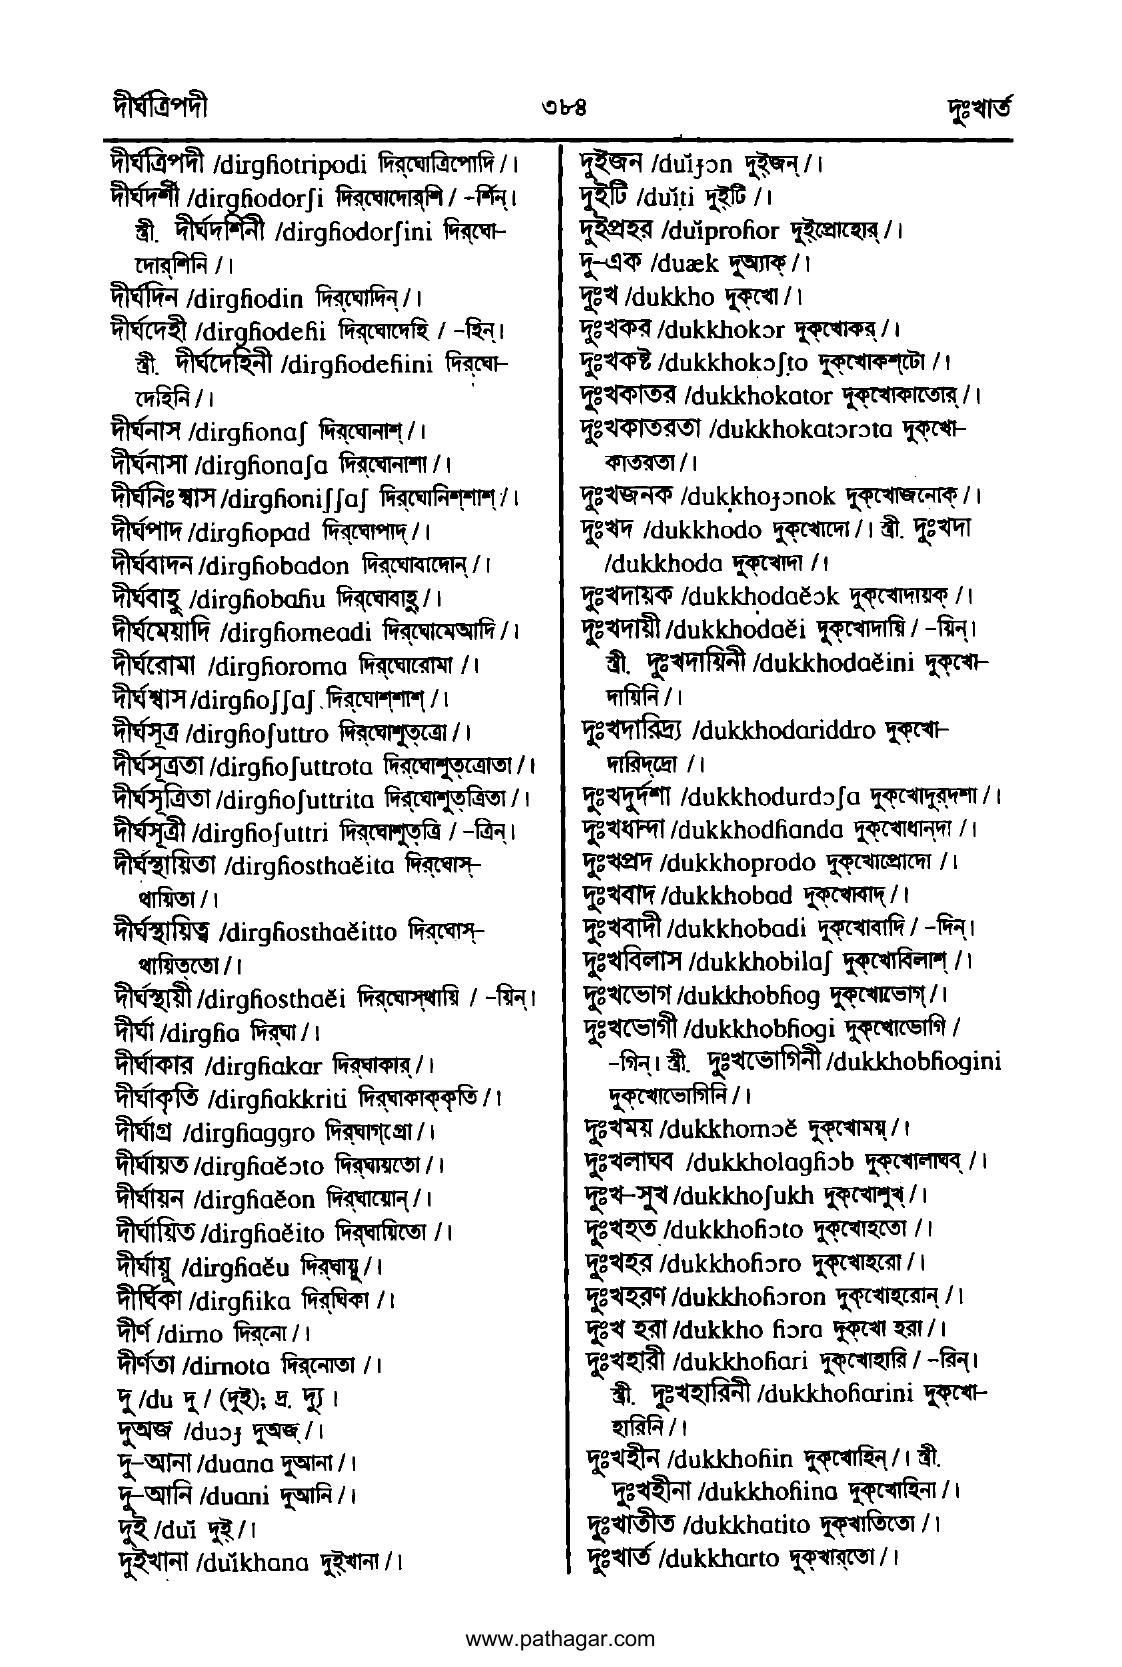 দীর্ঘত্রিপদী ৩৮৪ দুঃখার্ত
দীর্ঘত্রিপদী /dirgɦotripodi দির্‌ঘোত্রিপোদি /।
দীর্ঘদর্শী /dirgɦodorʃi দির্‌ঘোদোর্‌শি / -র্শিন্‌।
স্ত্রী. দীর্ঘদর্শিনী /dirgɦodorʃini দির্‌ঘো-
দোর্‌শিনি /।
দীর্ঘদিন /dirgɦodin দির্‌ঘোদিন্‌ /।
দীর্ঘদেহী /dirgɦodeɦi দির্‌ঘোদেহি / -হিন্‌।
স্ত্রী. দীর্ঘদেহিনী /dirgɦodeɦini দির্‌ঘো-
দেহিনি /।
দীর্ঘনাস /dirgɦonaʃ দির্‌ঘোনাশ্‌ /।
দীর্ঘনাসা /dirgɦonaʃa দির্‌ঘোনাশা /।
দীর্ঘনিঃশ্বাস /dirgɦoniʃʃaʃ দির্‌ঘোনিশ্‌শাশ্‌ /।
দীর্ঘপাদ /dirgɦopad দির্‌ঘোপাদ্‌ /।
দীর্ঘবাদন /dirgɦobadon দির্‌ঘোবাদোন্‌ /।
দীর্ঘবাহু /dirgɦobaɦu দির্‌ঘোবাহু /।
দীর্ঘমেয়াদি /dirgɦomeadi দির্‌ঘোমেআদি /।
দীর্ঘরোমা /dirgɦoroma দির্‌ঘোরোমা /।
দীর্ঘশ্বাস /dirgɦoʃʃaʃ দির্‌ঘোশ্‌শাশ্‌ /।
দীর্ঘসূত্র /dirgɦoʃuttro দির্‌ঘোশুত্‌ত্রো /।
দীর্ঘসূত্রতা /dirgɦoʃuttrota দির্‌ঘোশুত্‌ত্রোতা /।
দীর্ঘসূত্রিতা /dirgɦoʃuttrita দির্‌ঘোশুত্‌ত্রিতা /।
দীর্ঘসূত্রী /dirgɦoʃuttri দির্‌ঘোশুত্‌ত্রি / -ত্রিন্‌।
দীর্ঘস্থায়িতা /dirgɦosthaĕita দির্‌ঘোস্‌-
থায়িতা /।
দীর্ঘস্থায়িত্ব /dirgɦosthaĕitto দির্‌ঘোস্‌-
থায়িত্‌তো /।
দীর্ঘস্থায়ী /dirgɦosthaĕi দির্‌ঘোস্‌থায়ি / -য়িন্‌।
দীর্ঘা /dirgɦa দির্‌ঘা /।
দীর্ঘাকার /dirgɦakar দির্‌ঘাকার্‌ /।
দীর্ঘাকৃতি /dirgɦakkriti দির্‌ঘাকাক্‌কৃতি /।
দীর্ঘাগ্র /dirgɦaggro দির্‌ঘাগ্‌গ্রো /।
দীর্ঘায়ত /dirgɦaĕɔto দির্‌ঘায়তো /।
দীর্ঘায়ন /dirgɦaĕon দির্‌ঘায়োন্‌ /।
দীর্ঘায়িত /dirgɦaĕito দির্‌ঘায়িতো /।
দীর্ঘায়ু /dirgɦaĕu দির্‌ঘায়ু /।
দীর্ঘিকা /dirgɦika দির্‌ঘিকা /।
দীর্ণ /dirno দির্‌নো /।
দীর্ণতা /dirnota দির্‌নোতা /।
দু /du দু / (দুই); দ্র. দ্যু ।
দুঅজ /duɔɟ দুঅজ্‌ /।
দু-আনা /duana দুআনা /।
দু-আনি /duani দুআনি /।
দুই /duĭ দুই্‌ /।
দুইখানা /duĭkhana দুই্‌খানা /।
দুইজন /duĭɟɔn দুই্‌জন্‌ /।
দুইটি /duĭṭi দুই্‌টি /।
দুইপ্রহর /duĭproɦor দুই্‌প্রোহোর্‌ /।
দু-এক /duæk দুঅ্যাক্‌ /।
দুঃখ /dukkho দুক্‌খো /।
দুঃখকর /dukkhokɔr দুক্‌খোকর্‌ /।
দুঃখকষ্ট /dukkhokɔʃṭo দুক্‌খোকশ্‌টো /।
দুঃখকাতর /dukkhokator দুক্‌খোকাতোর্‌ /।
দুঃখকাতরতা /dukkhokatɔrɔta দুক্‌খো-
কাতরতা /।
দুঃখজনক /dukkhoɟɔnok দুক্‌খোজনোক্‌ /।
দুঃখদ /dukkhodo দুক্‌খোদো /। স্ত্রী. দুঃখদা
/dukkhoda দুক্‌খোদা /।
দুঃখদায়ক /dukkhodaĕɔk দুক্‌খোদায়ক্‌ /।
দুঃখদায়ী /dukkhodaĕi দুক্‌খোদায়ি / -য়িন্‌।
স্ত্রী. দুঃখদায়িনী /dukkhodaĕini দুক্‌খো-
দায়িনি /।
দুঃখদারিদ্র্য /dukkhodariddro দুক্‌খো-
দারিদ্‌দ্রো /।
দুঃখদুর্দশা /dukkhodurdɔʃa দুক্‌খোদুর্‌দশা /।
দুঃখধান্দা /dukkhodɦanda দুক্‌খোধান্‌দা /।
দুঃখপ্রদ /dukkhoprodo দুক্‌খোপ্রোদো /।
দুঃখবাদ /dukkhobad দুক্‌খোবাদ্‌ /।
দুঃখবাদী /dukkhobadi দুক্‌খোবাদি / -দিন্‌।
দুঃখবিলাস /dukkhobilaʃ দুক্‌খোবিলাশ্‌ /।
দুঃখভোগ /dukkhobɦog দুক্‌খোভোগ্‌ /।
দুঃখভোগী /dukkhobɦogi দুক্‌খোভোগি /
-গিন্‌। স্ত্রী. দুঃখভোগিনী /dukkhobɦogini
দুক্‌খোভোগিনি /।
দুঃখময় /dukkhomɔĕ দুক্‌খোময়্‌ /।
দুঃখলাঘব /dukkholagɦɔb দুক্‌খোলাঘব্‌ /।
দুঃখ-সুখ /dukkhoʃukh দুক্‌খোশুখ্‌ /।
দুঃখহত /dukkhoɦɔto দুক্‌খোহতো /।
দুঃখহর /dukkhoɦɔro দুক্‌খোহরো /।
দুঃখহরণ /dukkhoɦɔron দুক্‌খোহরোন্‌ /।
দুঃখ হরা /dukkho ɦɔra দুক্‌খো হরা /।
দুঃখহারী /dukkhoɦari দুক্‌খোহারি / -রিন্‌।
স্ত্রী. দুঃখহারিনী /dukkhoɦarini দুক্‌খো-
হারিনি /।
দুঃখহীন /dukkhoɦin দুক্‌খোহিন্‌ /। স্ত্রী.
দুঃখহীনা /dukkhoɦina দুক্‌খোহিনা /।
দুঃখাতীত /dukkhatito দুক্‌খাতিতো /।
দুঃখার্ত /dukkharto দুক্‌খার্‌তো /।
www.pathagar.com